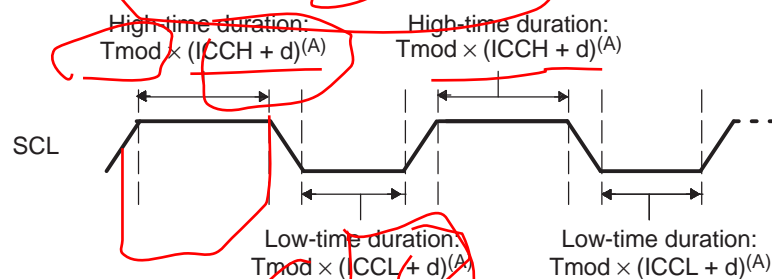 High-time duration:
Tmod × (ICCH + d)(A)
High-time duration:
Tmod × (ICCH + d)(A)
SCL
Low-time duration:
Tmod × (ICCL + d)(A)
Low-time duration:
Tmod × (ICCL + d)(A)